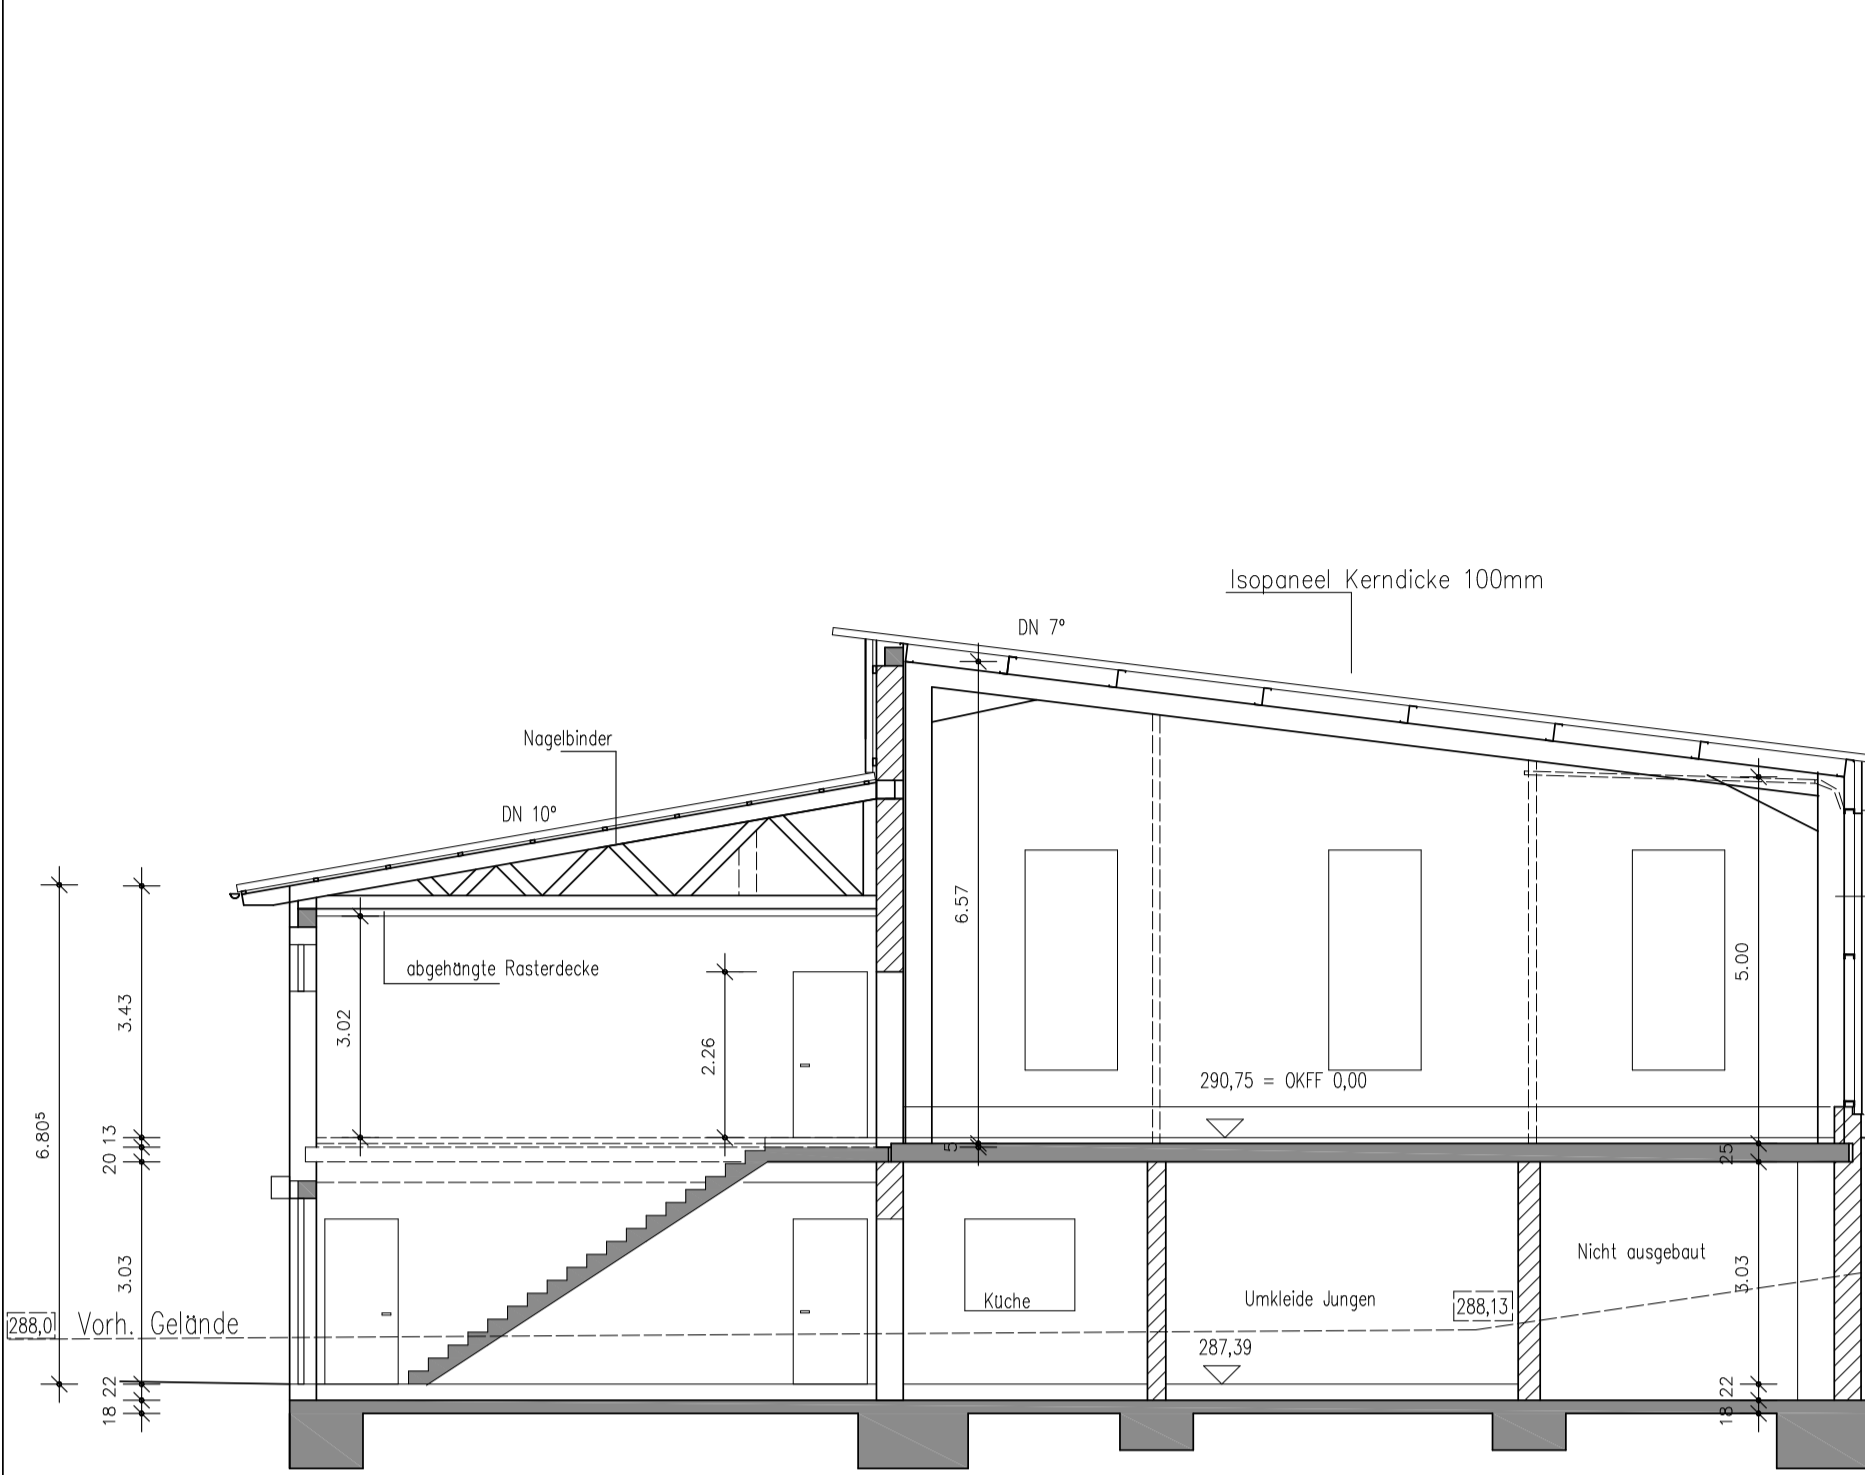 Isopaneel Kerndicke 100mm
DN 7°
Nagelbinder
DN 10°
abgehängte Rasterdecke
6.57
5.00
3.43
3.02
2.26
290,75 = OKFF 0,00
6.80⁵
13
20
5
25
Nicht ausgebaut
3.03
3.03
Küche
Umkleide Jungen
288,13
288,0
Vorh. Gelände
287,39
22
18
22
18